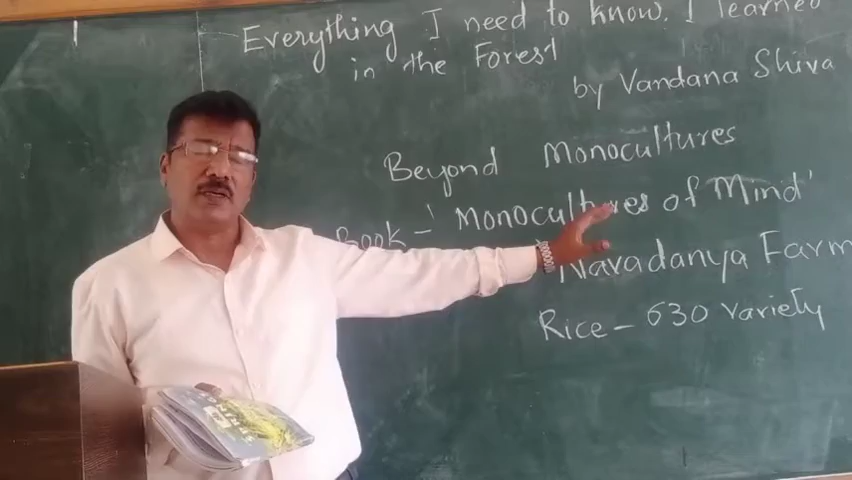 Everything I need to know. I learned
in the Forest
by Vandana Shiva
Beyond Monocultures
Book - 'Monocultures of Mind'
Navadanya Farm
Rice - 630 variety